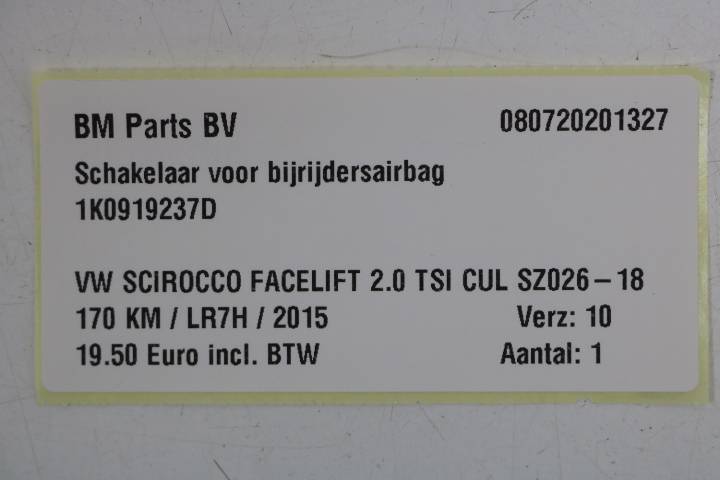 BM Parts BV 080720201327
Schakelaar voor bijrijdersairbag
1K0919237D
VW SCIROCCO FACELIFT 2.0 TSI CUL SZ026-18
170 KM / LR7H / 2015 Verz: 10
19.50 Euro incl. BTW Aantal: 1